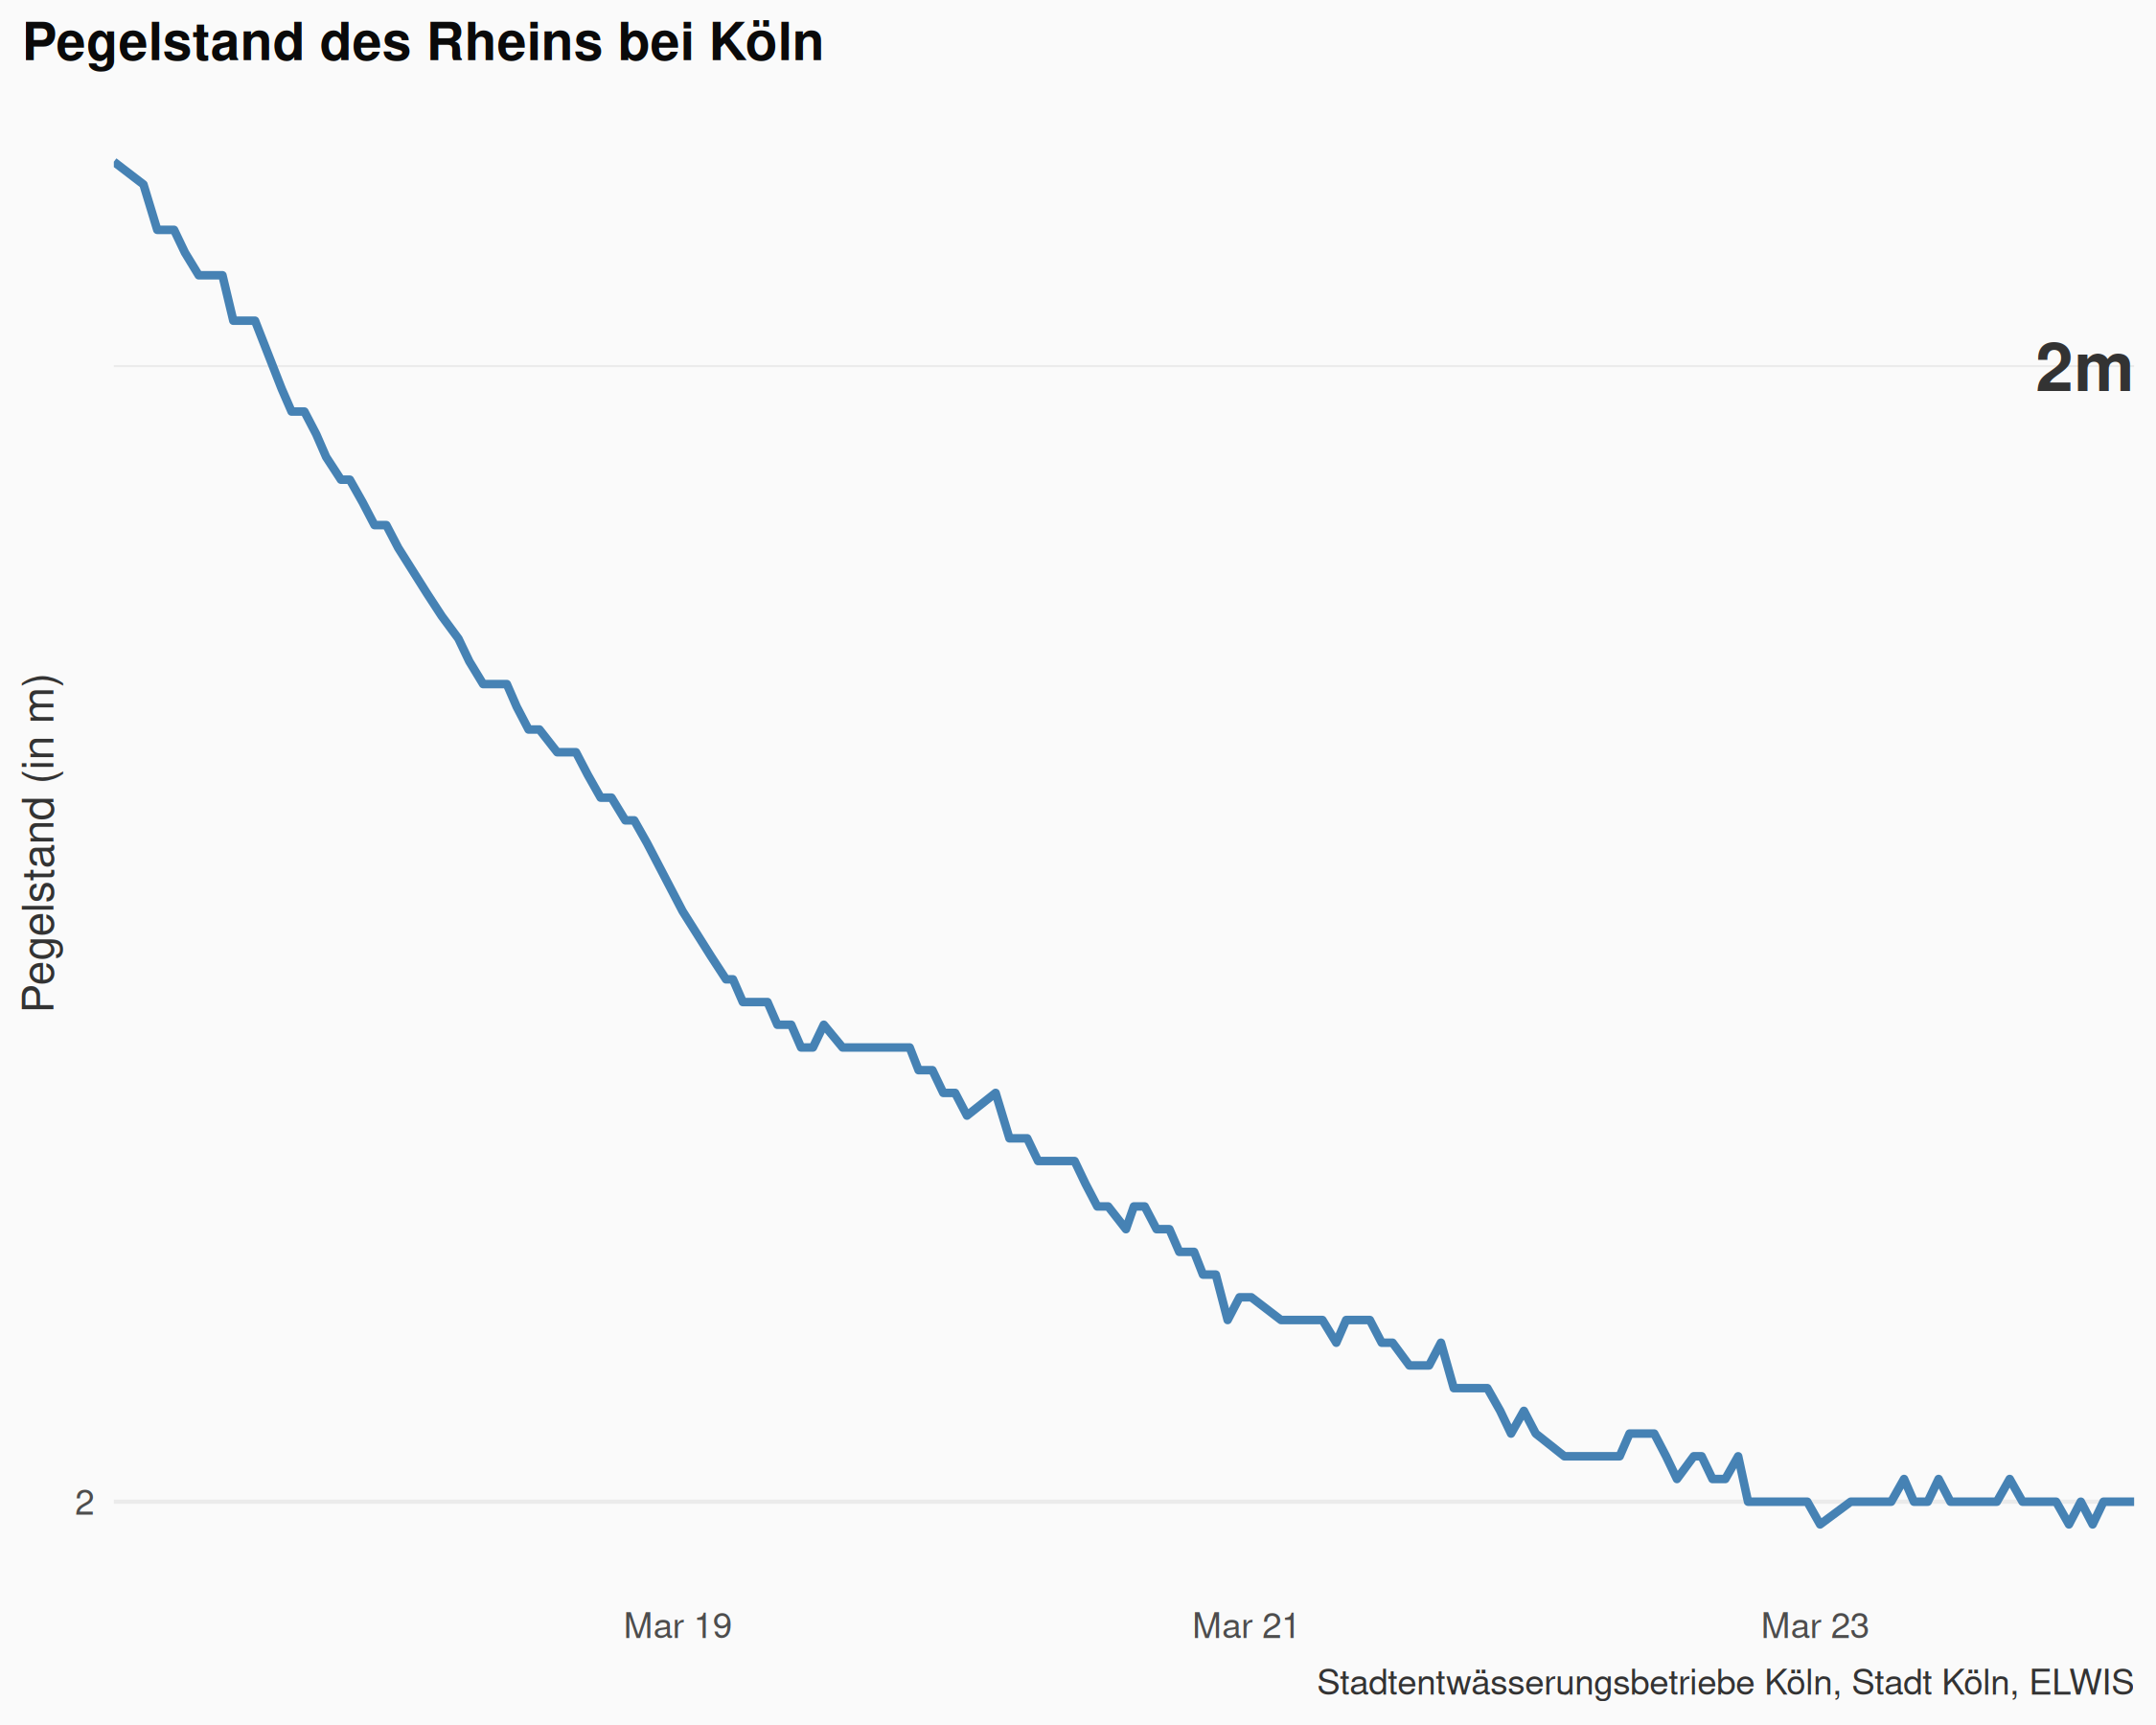 Pegelstand des Rheins bei Köln
2m
Pegelstand (in m)
2
Mar 19
Mar 21
Mar 23
Stadtentwässerungsbetriebe Köln, Stadt Köln, ELWIS